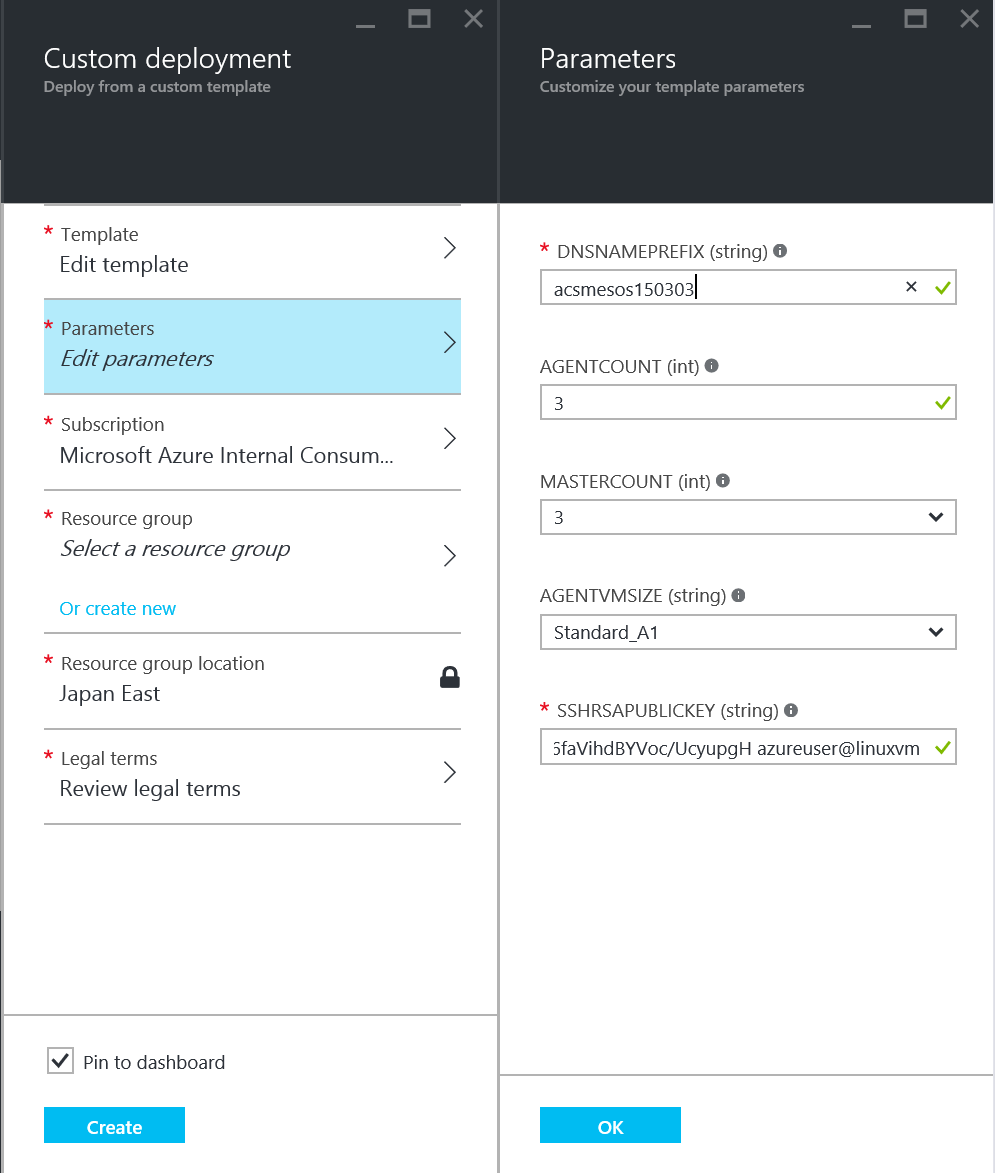 Custom deployment
Deploy from a custom template
* Template
Edit template
* Parameters
Edit parameters
* Subscription
Microsoft Azure Internal Consum...
* Resource group
Select a resource group
Or create new
* Resource group location
Japan East
* Legal terms
Review legal terms
Pin to dashboard
Create
Parameters
Customize your template parameters
* DNSNAMEPREFIX (string)
acsmesos150303
AGENTCOUNT (int)
3
MASTERCOUNT (int)
3
AGENTVMSIZE (string)
Standard_A1
* SSHRSAPUBLICKEY (string)
faVihdBYVoc/UcyupgH azureuser@linuxvm
OK